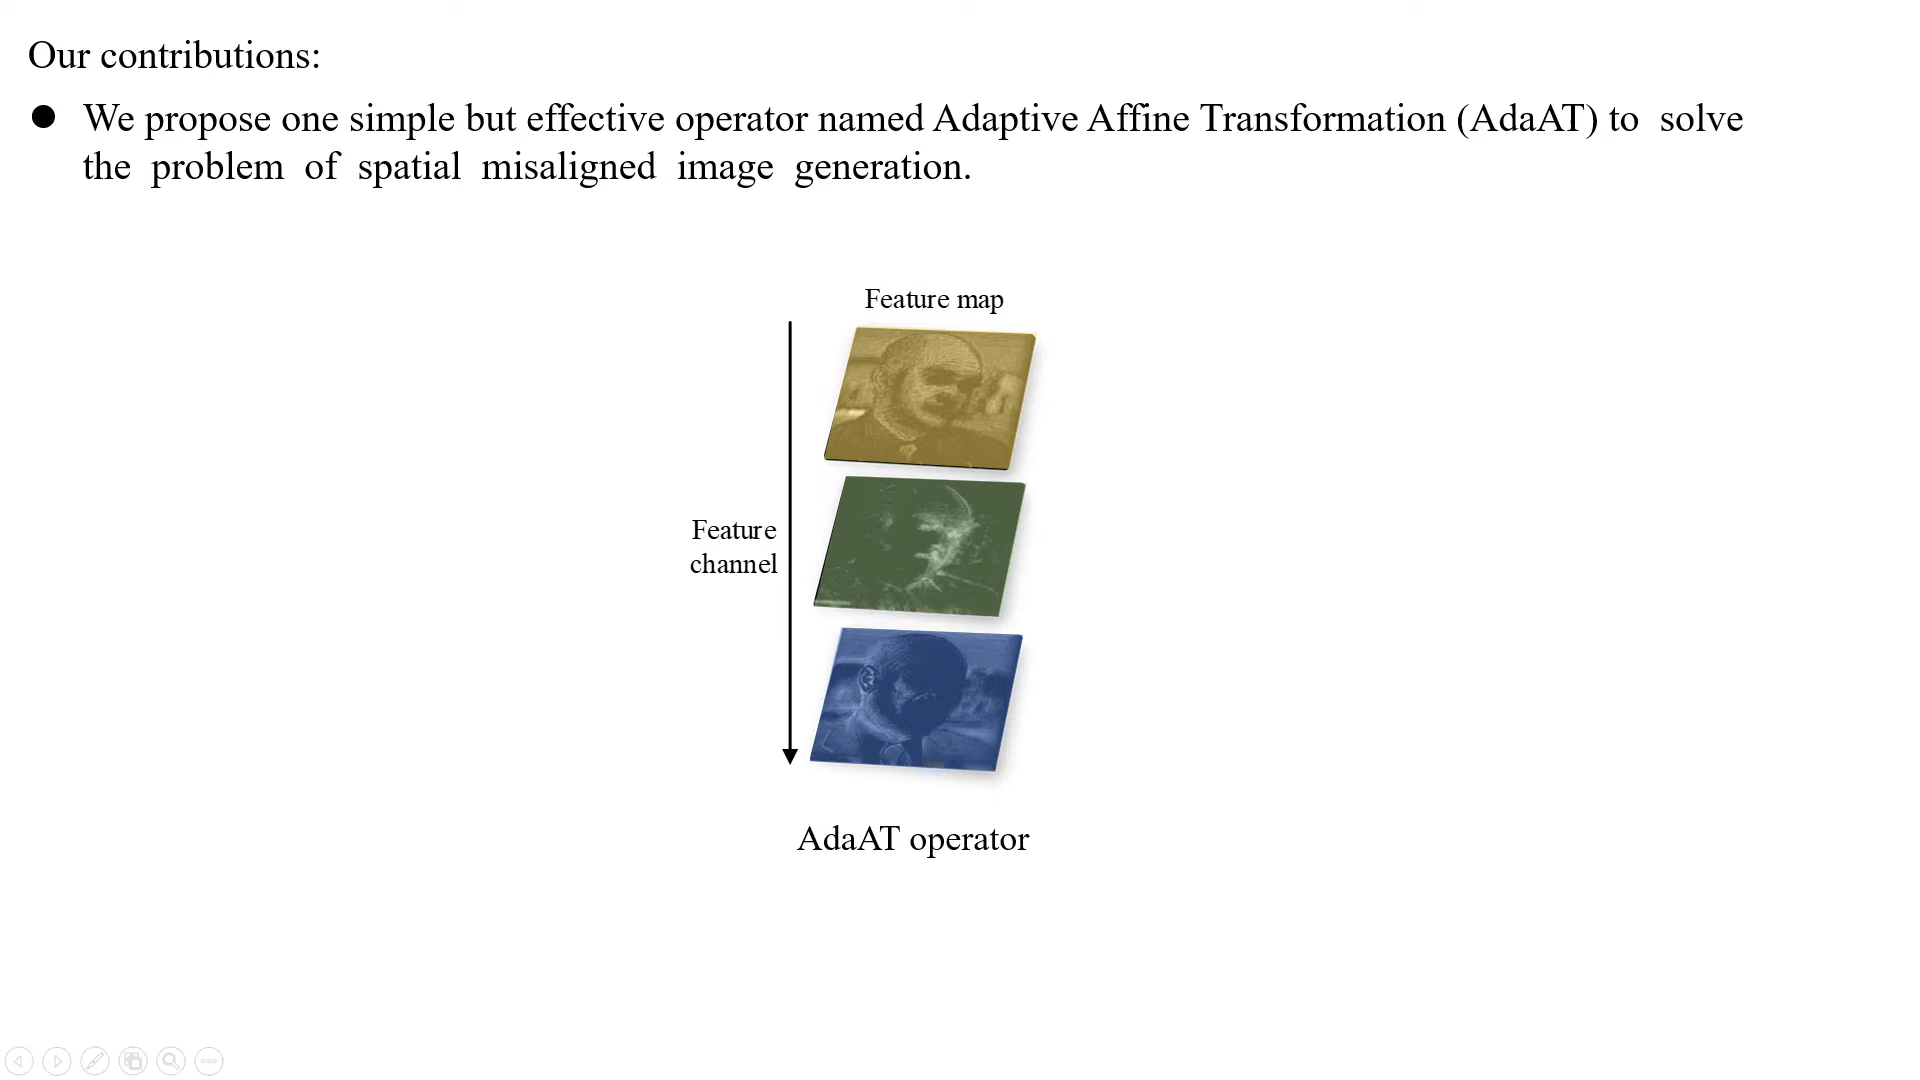 Our contributions:
● We propose one simple but effective operator named Adaptive Affine Transformation (AdaAT) to solve
the problem of spatial misaligned image generation.
Feature map
Feature
channel
AdaAT operator